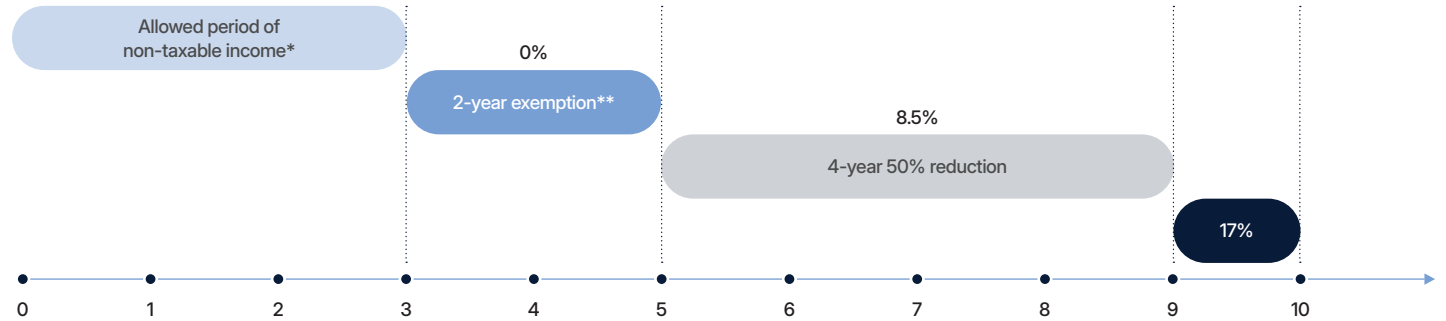 Allowed period of
non-taxable income*
0%
2-year exemption**
8.5%
4-year 50% reduction
17%
0 1 2 3 4 5 6 7 8 9 10